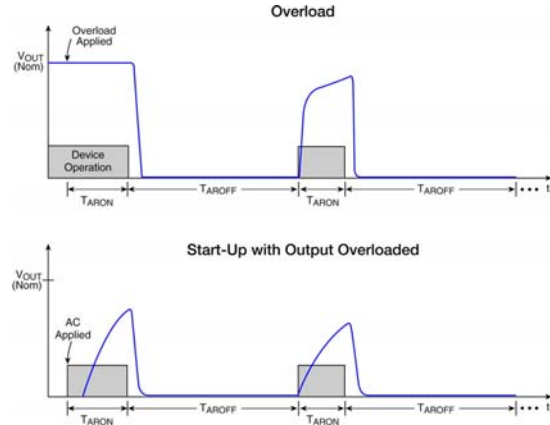 Overload
Overload
Applied
VOUT
(Nom)
Device
Operation
TARON
TAROFF
TARON
TAROFF
t
Start-Up with Output Overloaded
VOUT
(Nom)
AC
Applied
TARON
TAROFF
TARON
TAROFF
t